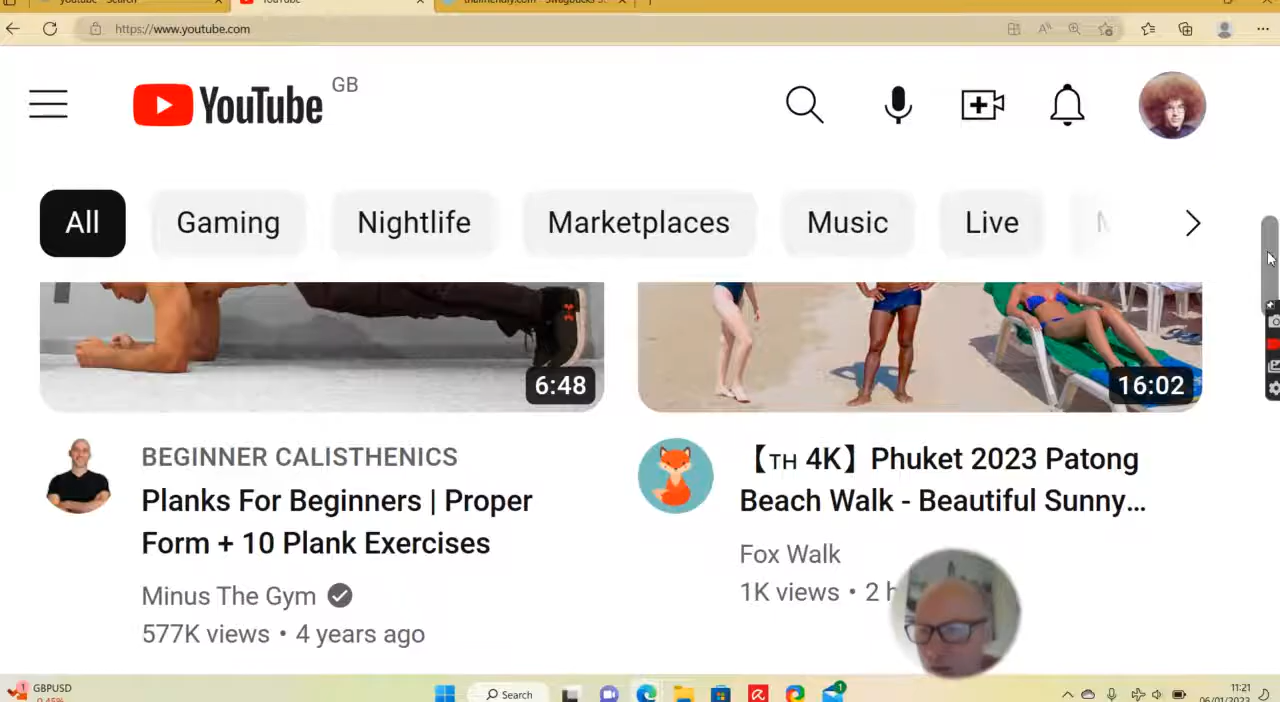 https://www.youtube.com
YouTube GB
All Gaming Nightlife Marketplaces Music Live
6:48
16:02
BEGINNER CALISTHENICS
Planks For Beginners | Proper
Form + 10 Plank Exercises
Minus The Gym
577K views • 4 years ago
【TH 4K】Phuket 2023 Patong
Beach Walk - Beautiful Sunny...
Fox Walk
1K views • 2
1
GBPUSD
Search
1
11:21